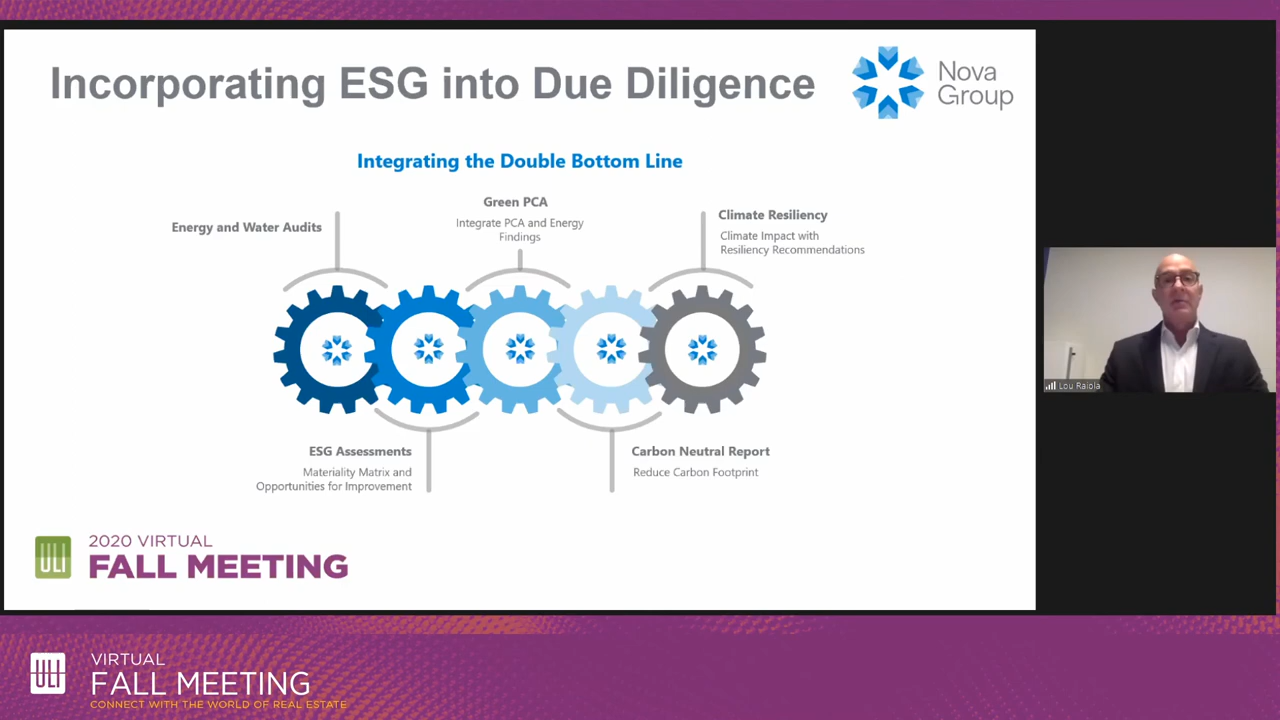 Incorporating ESG into Due Diligence
Nova
Group
Integrating the Double Bottom Line
Energy and Water Audits
Green PCA
Integrate PCA and Energy
Findings
Climate Resiliency
Climate Impact with
Resiliency Recommendations
ESG Assessments
Materiality Matrix and
Opportunities for Improvement
Carbon Neutral Report
Reduce Carbon Footprint
ULI
2020 VIRTUAL
FALL MEETING
Lou Raiola
ULI
VIRTUAL
FALL MEETING
CONNECT WITH THE WORLD OF REAL ESTATE